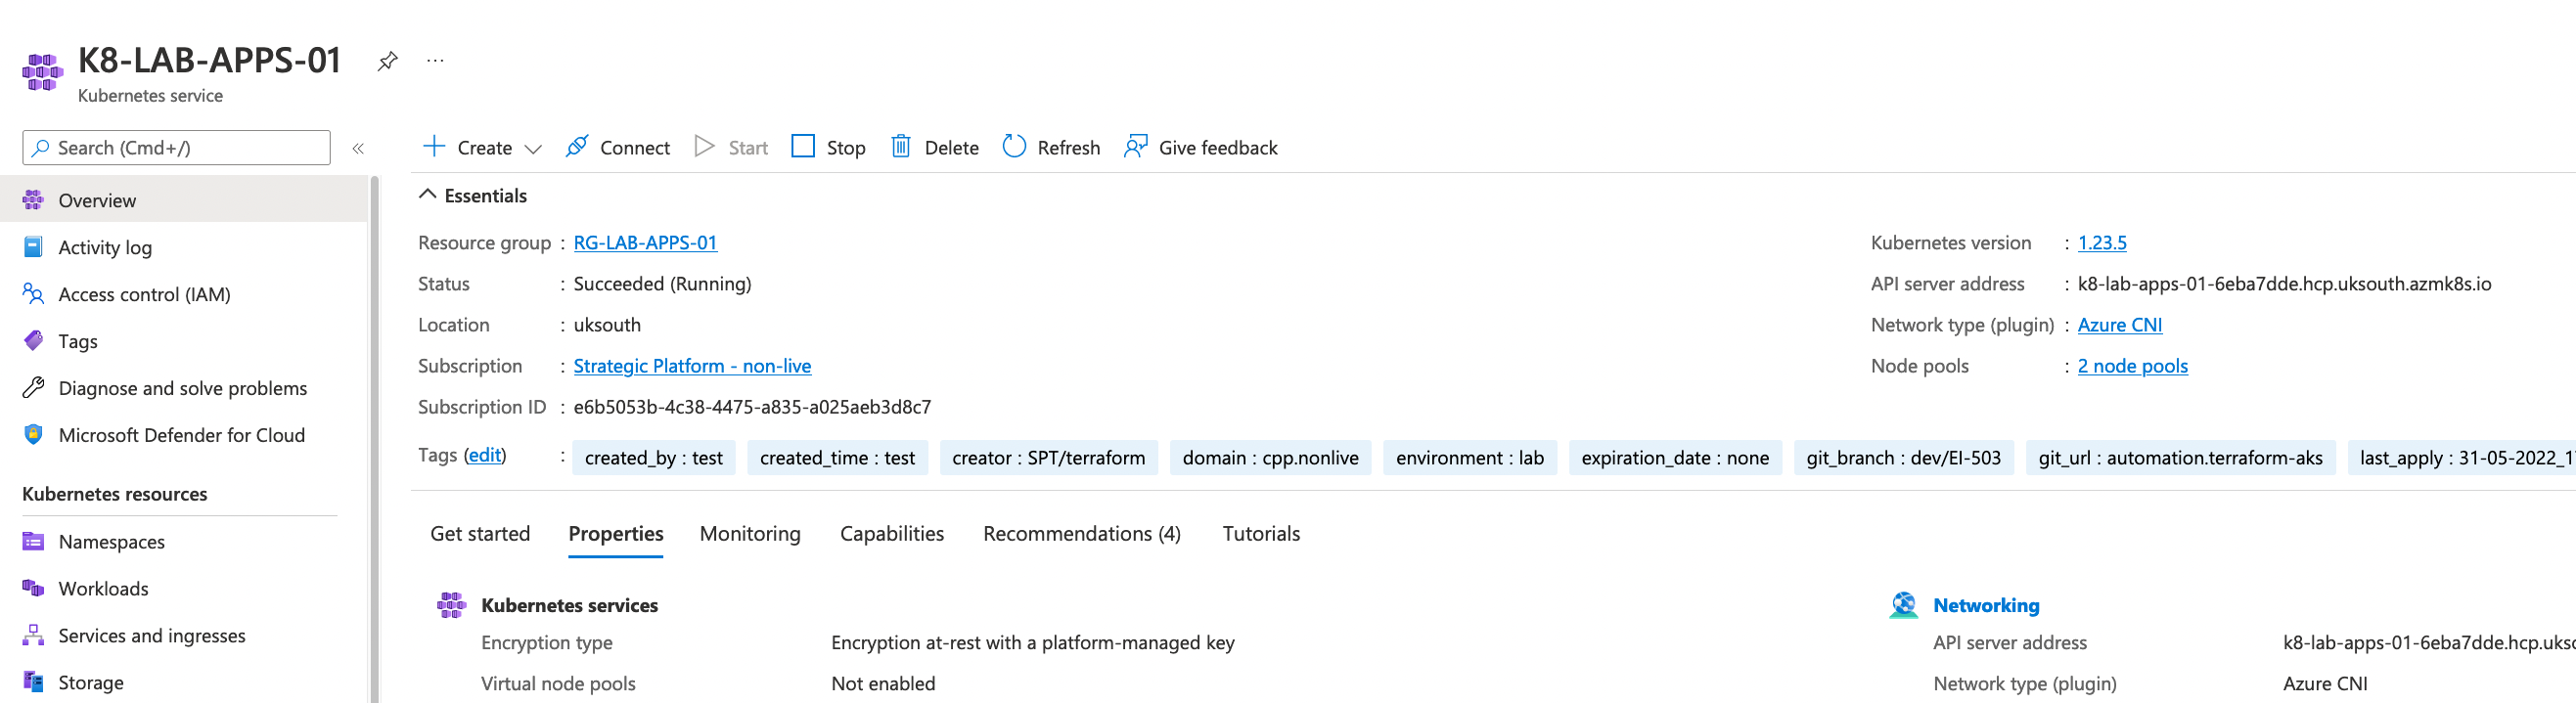 K8-LAB-APPS-01
Kubernetes service
Search (Cmd+/)
Overview
Activity log
Access control (IAM)
Tags
Diagnose and solve problems
Microsoft Defender for Cloud
Kubernetes resources
Namespaces
Workloads
Services and ingresses
Storage
Create Connect Start Stop Delete Refresh Give feedback
Essentials
Resource group : RG-LAB-APPS-01
Status : Succeeded (Running)
Location : uksouth
Subscription : Strategic Platform - non-live
Subscription ID : e6b5053b-4c38-4475-a835-a025aeb3d8c7
Kubernetes version : 1.23.5
API server address : k8-lab-apps-01-6eba7dde.hcp.uksouth.azmk8s.io
Network type (plugin) : Azure CNI
Node pools : 2 node pools
Tags (edit) : created_by : test created_time : test creator : SPT/terraform domain : cpp.nonlive environment : lab expiration_date : none git_branch : dev/EI-503 git_url : automation.terraform-aks last_apply : 31-05-2022_1
Get started Properties Monitoring Capabilities Recommendations (4) Tutorials
Kubernetes services
Encryption type Encryption at-rest with a platform-managed key
Virtual node pools Not enabled
Networking
API server address k8-lab-apps-01-6eba7dde.hcp.ukso
Network type (plugin) Azure CNI